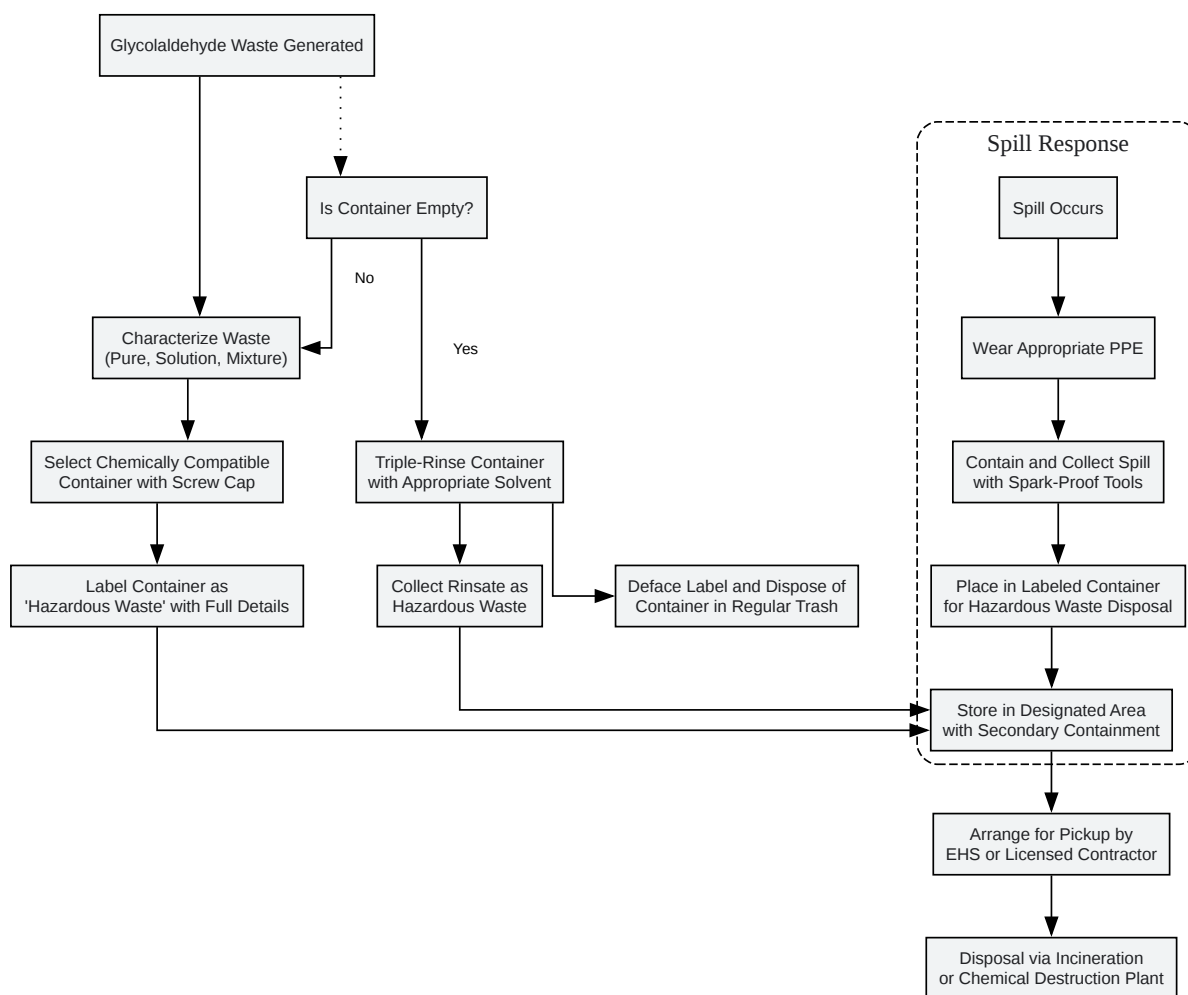 Glycolaldehyde Waste Generated
Spill Response
Is Container Empty?
Spill Occurs
No
Characterize Waste
(Pure, Solution, Mixture)
Yes
Wear Appropriate PPE
Select Chemically Compatible
Container with Screw Cap
Triple-Rinse Container
with Appropriate Solvent
Contain and Collect Spill
with Spark-Proof Tools
Label Container as
'Hazardous Waste' with Full Details
Collect Rinsate as
Hazardous Waste
Deface Label and Dispose of
Container in Regular Trash
Place in Labeled Container
for Hazardous Waste Disposal
Store in Designated Area
with Secondary Containment
Arrange for Pickup by
EHS or Licensed Contractor
Disposal via Incineration
or Chemical Destruction Plant